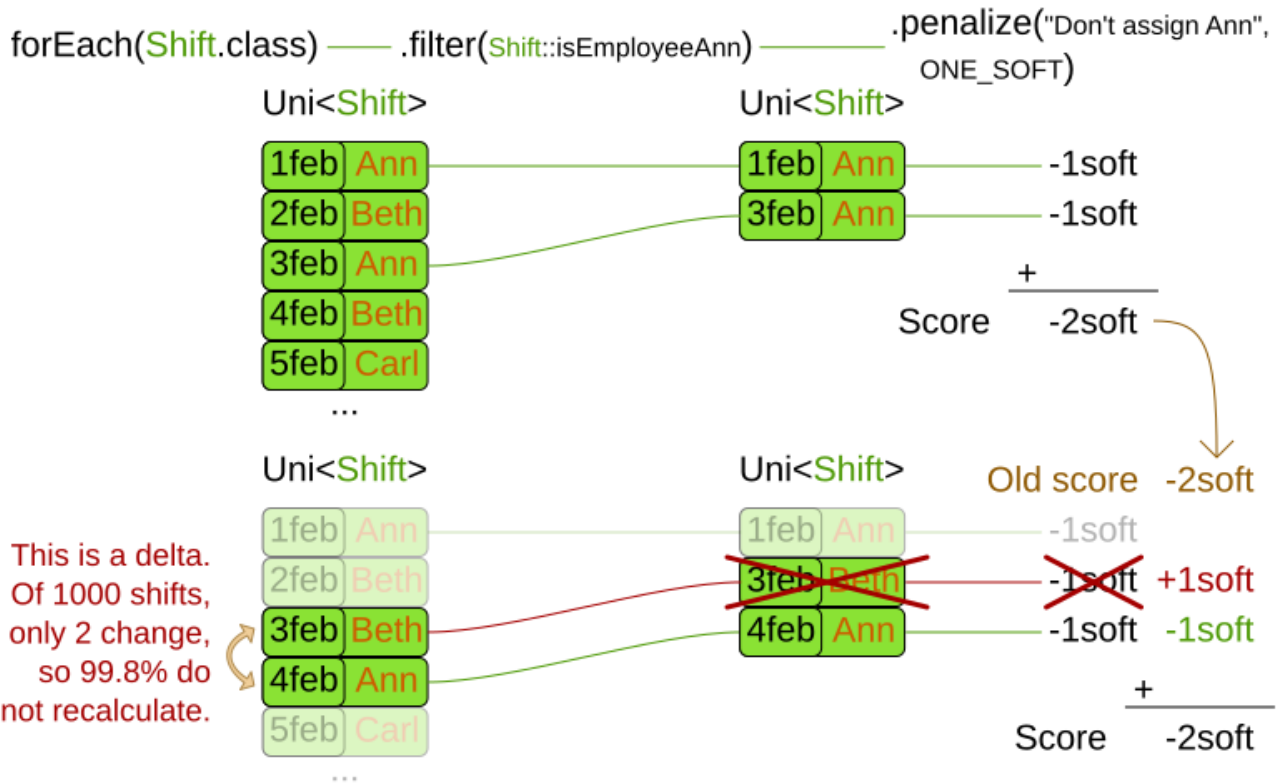 forEach(Shift.class) .filter(Shift::isEmployeeAnn) .penalize("Don't assign Ann",
ONE_SOFT)
Uni<Shift> Uni<Shift>
1feb Ann 1feb Ann -1soft
2feb Beth 3feb Ann -1soft
3feb Ann
+
4feb Beth Score -2soft
5feb Carl
...
Uni<Shift> Uni<Shift> Old score -2soft
1feb Ann 1feb Ann -1soft
2feb Beth 3feb Beth -1soft +1soft
3feb Beth 4feb Ann -1soft -1soft
4feb Ann
+
5feb Carl Score -2soft
...
This is a delta.
Of 1000 shifts,
only 2 change,
so 99.8% do
not recalculate.